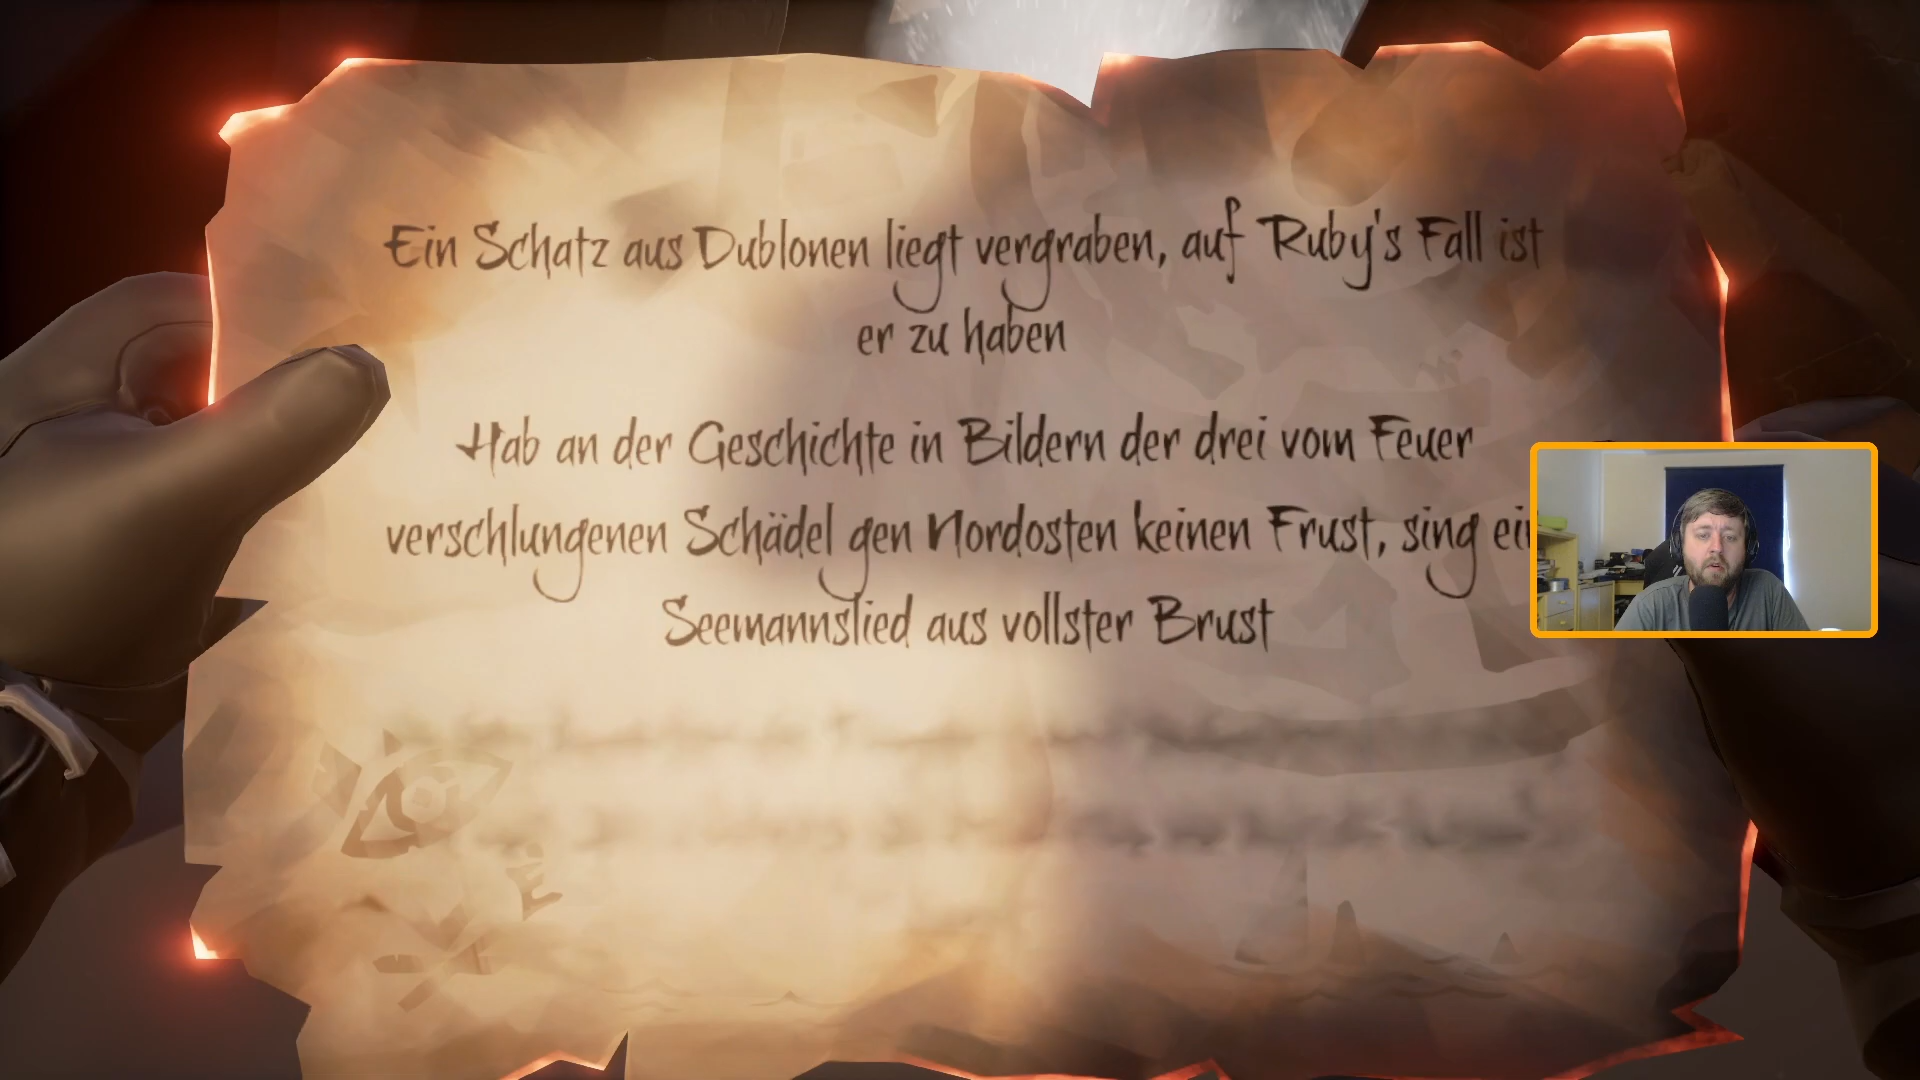 Ein Schatz aus Dublonen liegt vergraben, auf Ruby's Fall ist
er zu haben
Hab an der Geschichte in Bildern der drei vom Feuer
verschlungenen Schädel gen Nordosten keinen Frust, sing
Seemannslied aus vollster Brust